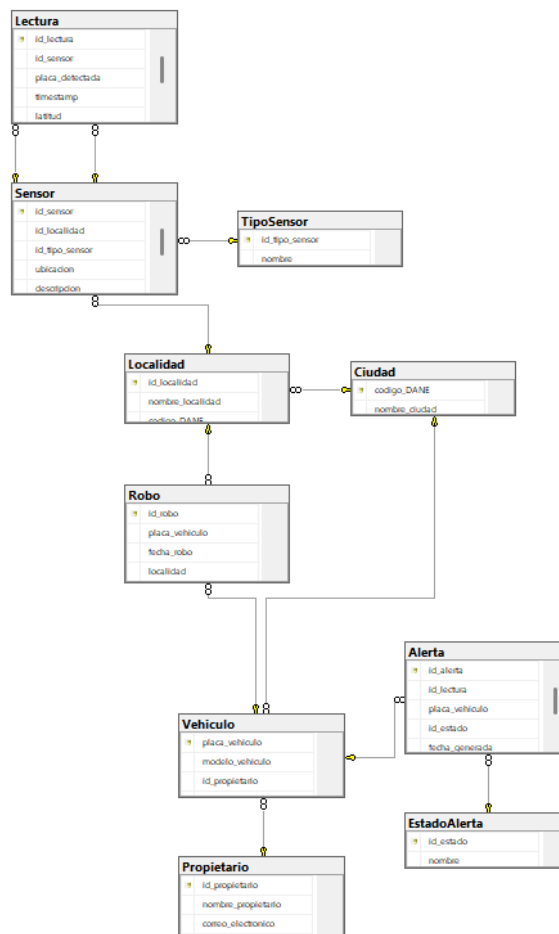 Lectura
id_lectura
id_sensor
placa_detectada
timestamp
latitud
Sensor
id_sensor
id_localidad
id_tipo_sensor
ubicacion
descripcion
TipoSensor
id_tipo_sensor
nombre
Localidad
id_localidad
nombre_localidad
codigo_DANE
Ciudad
codigo_DANE
nombre_ciudad
Robo
id_robo
placa_vehiculo
fecha_robo
localidad
Alerta
id_alerta
id_lectura
placa_vehiculo
id_estado
fecha_generada
Vehiculo
placa_vehiculo
modelo_vehiculo
id_propietario
EstadoAlerta
id_estado
nombre
Propietario
id_propietario
nombre_propietario
correo_electronico